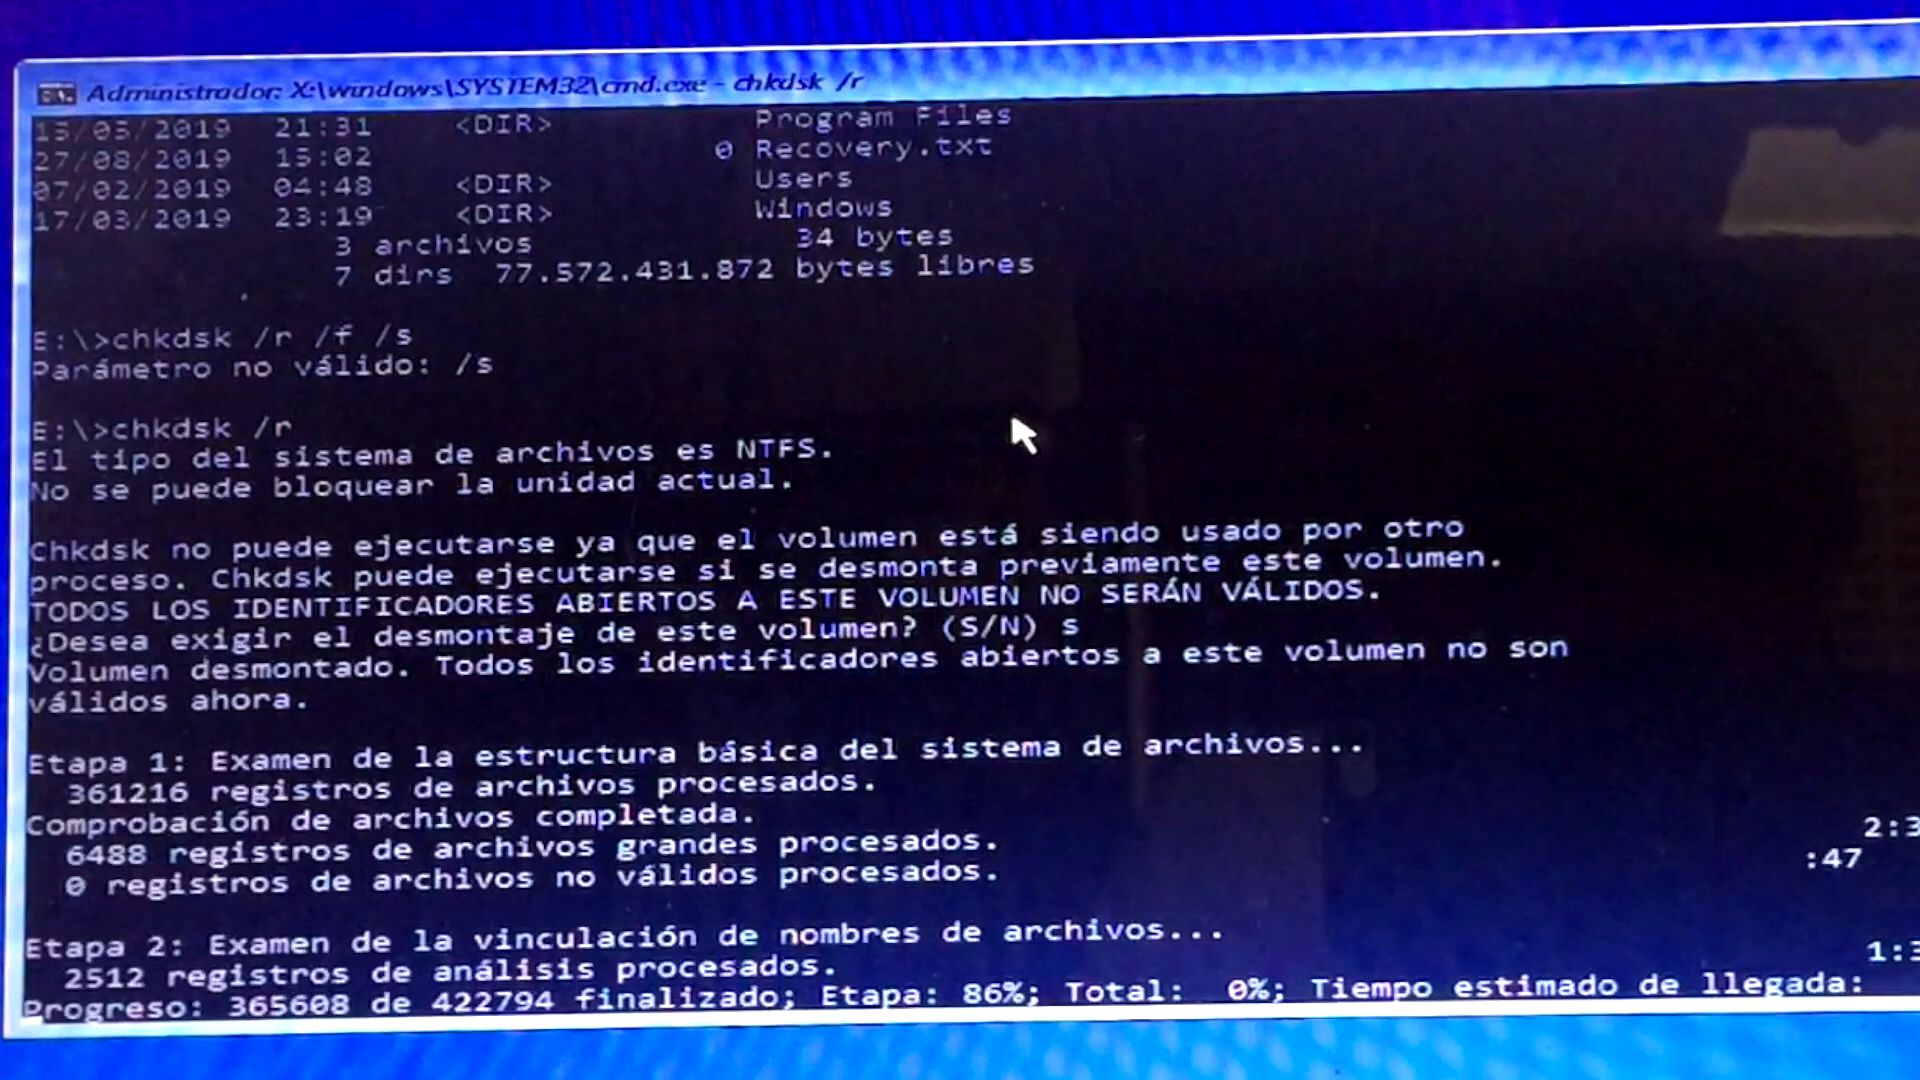 Administrador: X:\windows\SYSTEM32\cmd.exe - chkdsk /r
15/05/2019 21:31 <DIR> Program Files
27/08/2019 15:02 0 Recovery.txt
07/02/2019 04:48 <DIR> Users
17/03/2019 23:19 <DIR> Windows
3 archivos 34 bytes
7 dirs 77.572.431.872 bytes libres
E:\>chkdsk /r /f /s
Parámetro no válido: /s
E:\>chkdsk /r
El tipo del sistema de archivos es NTFS.
No se puede bloquear la unidad actual.
Chkdsk no puede ejecutarse ya que el volumen está siendo usado por otro
proceso. Chkdsk puede ejecutarse si se desmonta previamente este volumen.
TODOS LOS IDENTIFICADORES ABIERTOS A ESTE VOLUMEN NO SERÁN VÁLIDOS.
¿Desea exigir el desmontaje de este volumen? (S/N) s
Volumen desmontado. Todos los identificadores abiertos a este volumen no son
válidos ahora.
Etapa 1: Examen de la estructura básica del sistema de archivos...
361216 registros de archivos procesados.
Comprobación de archivos completada.
6488 registros de archivos grandes procesados. 2:3
0 registros de archivos no válidos procesados. :47
Etapa 2: Examen de la vinculación de nombres de archivos...
2512 registros de análisis procesados. 1:3
Progreso: 365608 de 422794 finalizado; Etapa: 86%; Total: 0%; Tiempo estimado de llegada: